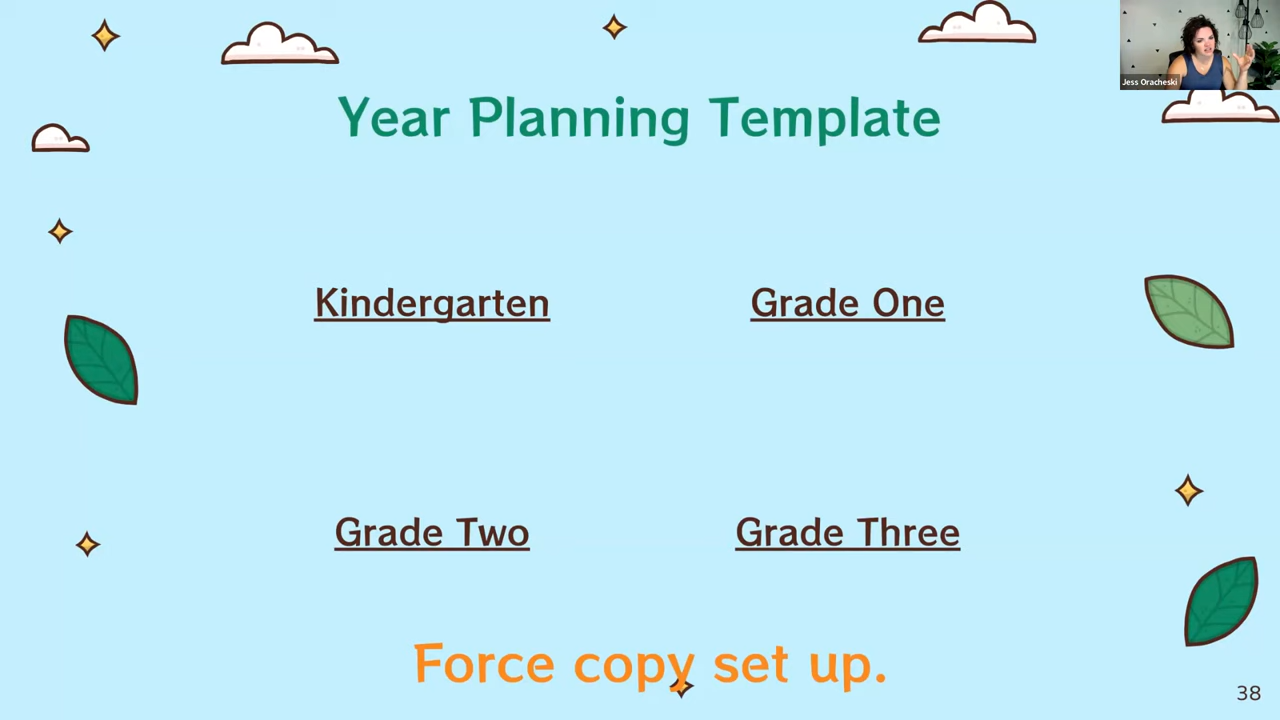 Jess Oracheski
Year Planning Template
Kindergarten
Grade One
Grade Two
Grade Three
Force copy set up.
38